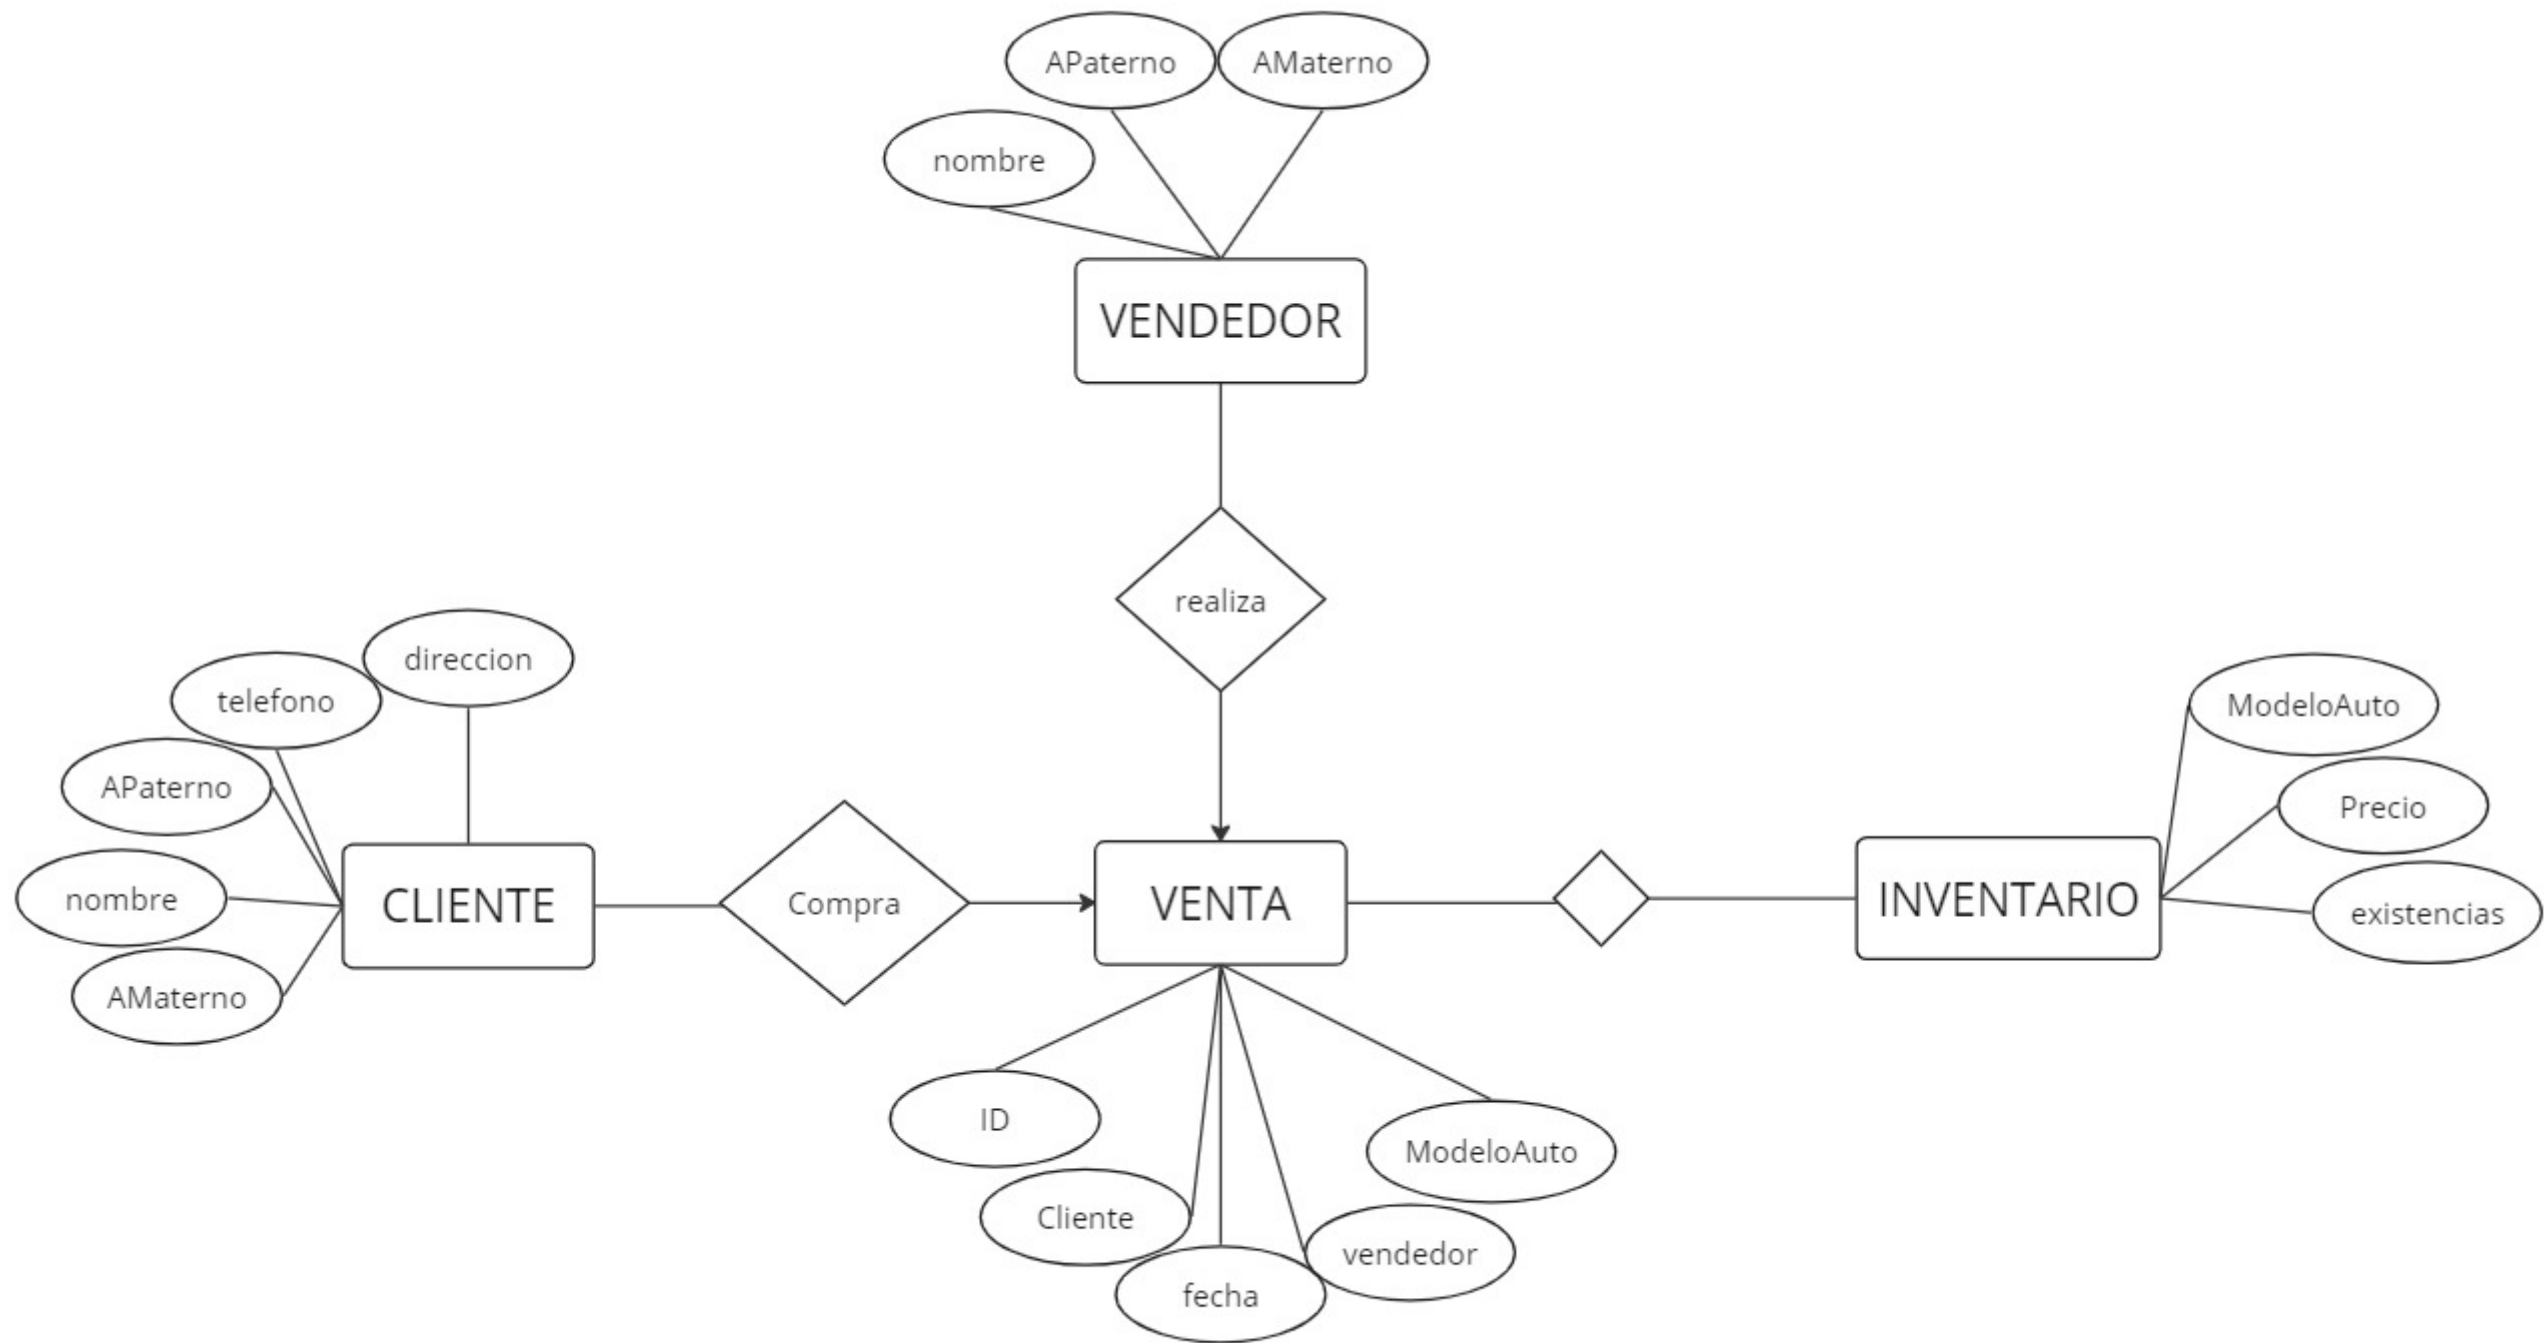 APaterno
AMaterno
nombre
VENDEDOR
realiza
direccion
telefono
APaterno
nombre
AMaterno
CLIENTE
Compra
VENTA
INVENTARIO
ModeloAuto
Precio
existencias
ID
Cliente
fecha
vendedor
ModeloAuto